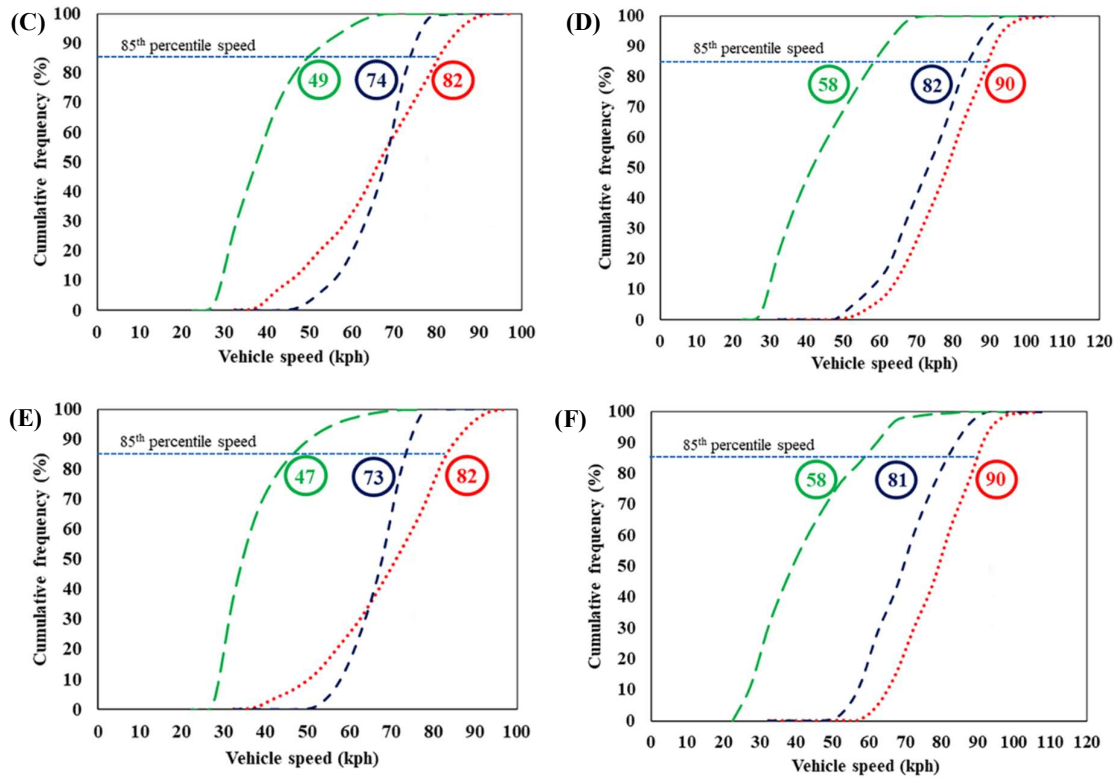 (C)
Cumulative frequency (%)
100
90
80
70
60
50
40
30
20
10
0
85th percentile speed
49
74
82
0 10 20 30 40 50 60 70 80 90 100
Vehicle speed (kph)
(D)
Cumulative frequency (%)
100
90
80
70
60
50
40
30
20
10
0
85th percentile speed
58
82
90
0 10 20 30 40 50 60 70 80 90 100 110 120
Vehicle speed (kph)
(E)
Cumulative frequency (%)
100
90
80
70
60
50
40
30
20
10
0
85th percentile speed
47
73
82
0 10 20 30 40 50 60 70 80 90 100
Vehicle speed (kph)
(F)
Cumulative frequency (%)
100
90
80
70
60
50
40
30
20
10
0
85th percentile speed
58
81
90
0 10 20 30 40 50 60 70 80 90 100 110 120
Vehicle speed (kph)